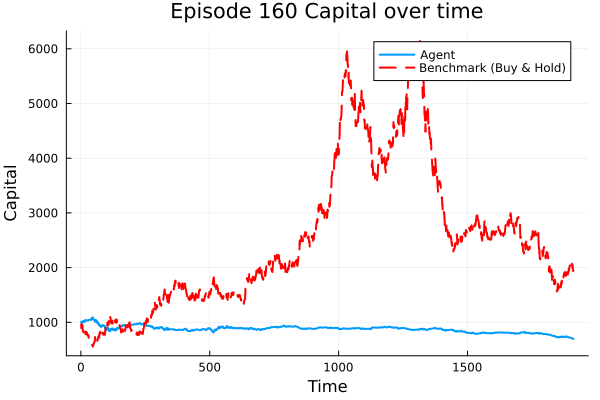 Episode 160 Capital over time
Agent
Benchmark (Buy & Hold)
6000
5000
4000
3000
2000
1000
Capital
0
500
1000
1500
Time